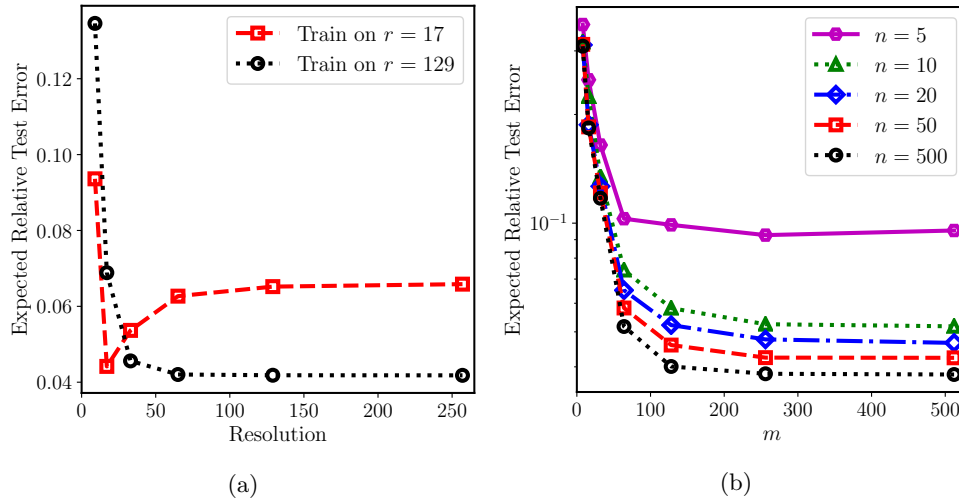 Train on r = 17
Train on r = 129
Expected Relative Test Error
0.12
0.10
0.08
0.06
0.04
0
50
100
150
200
250
Resolution
(a)
n = 5
n = 10
n = 20
n = 50
n = 500
Expected Relative Test Error
10⁻¹
0
100
200
300
400
500
m
(b)